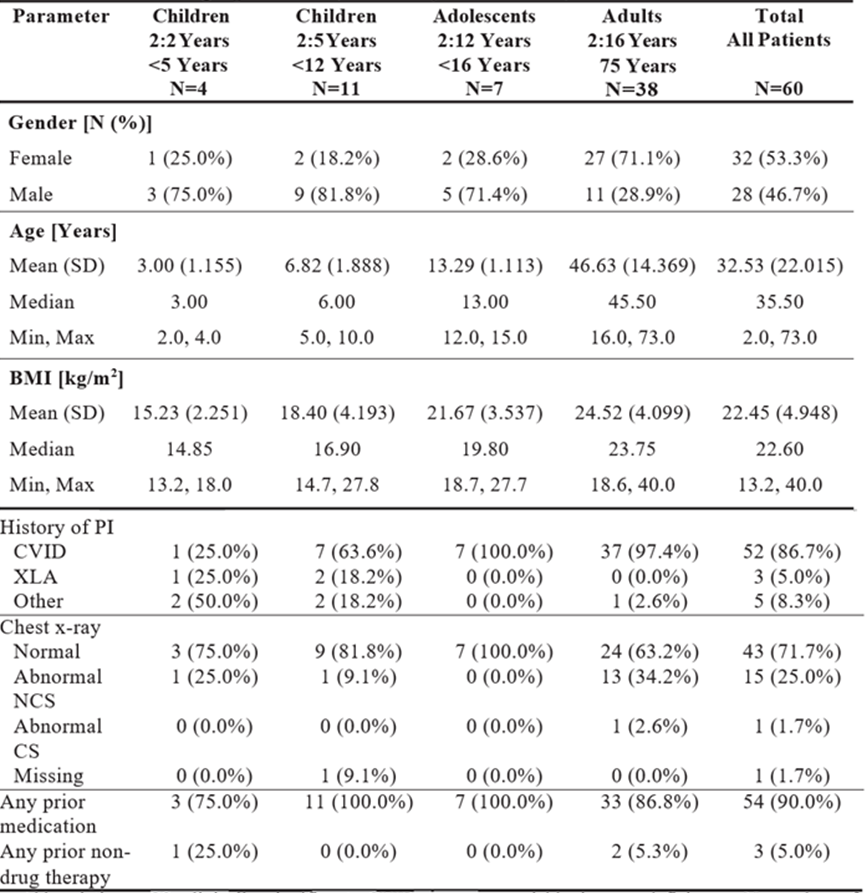 Parameter Children Children Adolescents Adults Total
2:2 Years 2:5Years 2:12 Years 2:16 Years All Patients
<5 Years <12 Years <16 Years 75 Years
N=4 N=11 N=7 N=38 N=60
Gender [N (%)]
Female 1 (25.0%) 2 (18.2%) 2 (28.6%) 27 (71.1%) 32 (53.3%)
Male 3 (75.0%) 9 (81.8%) 5 (71.4%) 11 (28.9%) 28 (46.7%)
Age [Years]
Mean (SD) 3.00 (1.155) 6.82 (1.888) 13.29 (1.113) 46.63 (14.369) 32.53 (22.015)
Median 3.00 6.00 13.00 45.50 35.50
Min, Max 2.0, 4.0 5.0, 10.0 12.0, 15.0 16.0, 73.0 2.0, 73.0
BMI [kg/m²]
Mean (SD) 15.23 (2.251) 18.40 (4.193) 21.67 (3.537) 24.52 (4.099) 22.45 (4.948)
Median 14.85 16.90 19.80 23.75 22.60
Min, Max 13.2, 18.0 14.7, 27.8 18.7, 27.7 18.6, 40.0 13.2, 40.0
History of PI
CVID 1 (25.0%) 7 (63.6%) 7 (100.0%) 37 (97.4%) 52 (86.7%)
XLA 1 (25.0%) 2 (18.2%) 0 (0.0%) 0 (0.0%) 3 (5.0%)
Other 2 (50.0%) 2 (18.2%) 0 (0.0%) 1 (2.6%) 5 (8.3%)
Chest x-ray
Normal 3 (75.0%) 9 (81.8%) 7 (100.0%) 24 (63.2%) 43 (71.7%)
Abnormal 1 (25.0%) 1 (9.1%) 0 (0.0%) 13 (34.2%) 15 (25.0%)
NCS
Abnormal 0 (0.0%) 0 (0.0%) 0 (0.0%) 1 (2.6%) 1 (1.7%)
CS
Missing 0 (0.0%) 1 (9.1%) 0 (0.0%) 0 (0.0%) 1 (1.7%)
Any prior 3 (75.0%) 11 (100.0%) 7 (100.0%) 33 (86.8%) 54 (90.0%)
medication
Any prior non- 1 (25.0%) 0 (0.0%) 0 (0.0%) 2 (5.3%) 3 (5.0%)
drug therapy